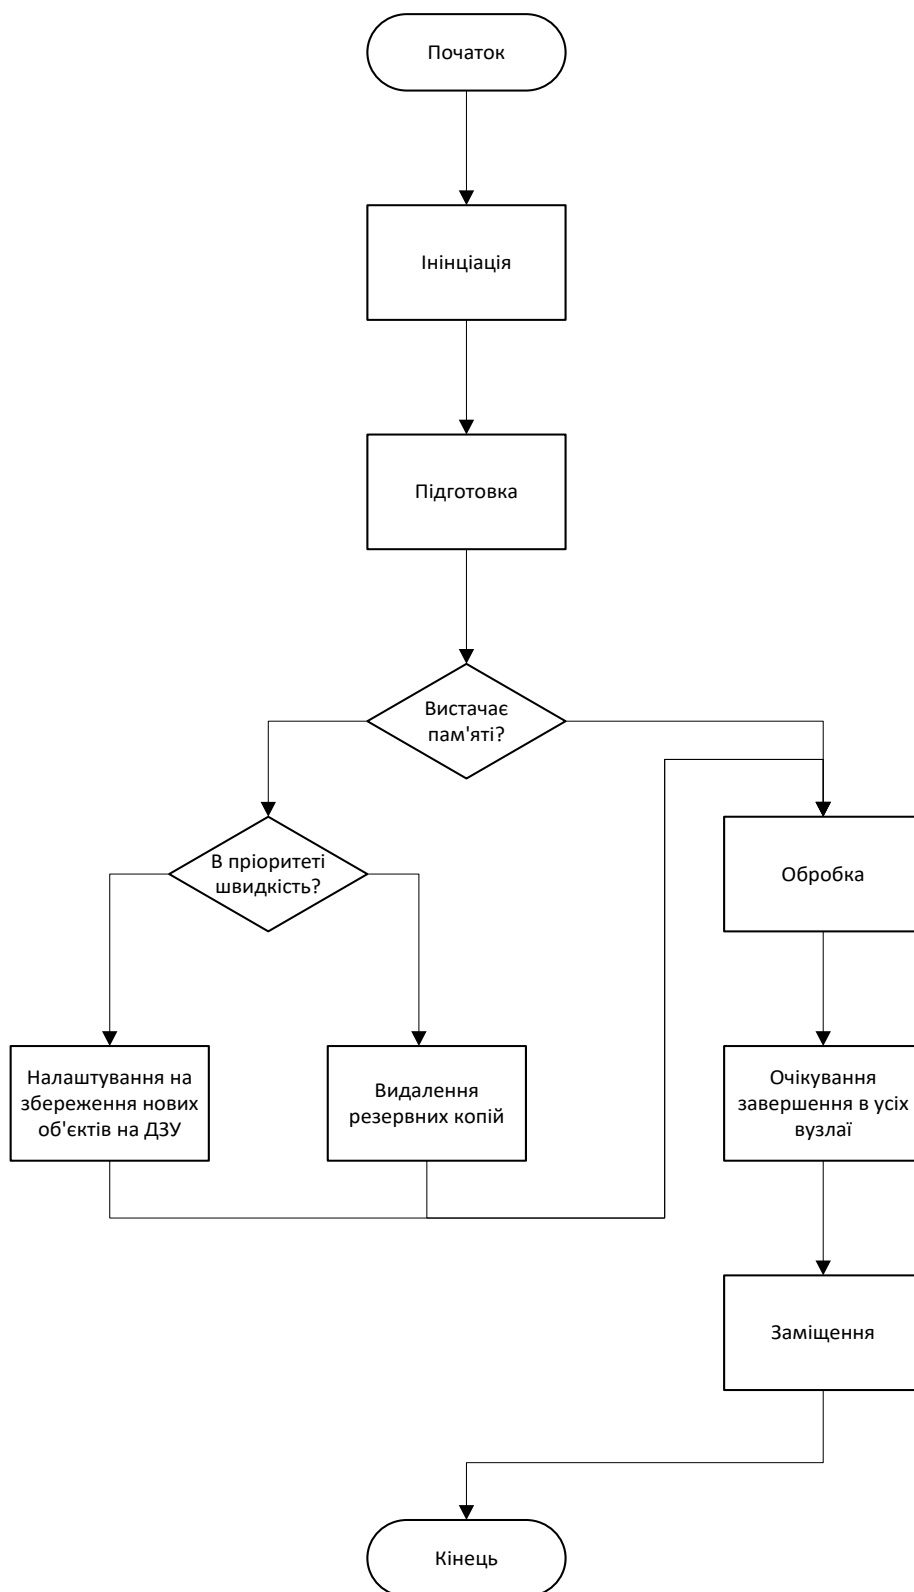 Початок
Інінціація
Підготовка
Вистачає
пам'яті?
В пріоритеті
швидкість?
Обробка
Налаштування на
збереження нових
об'єктів на ДЗУ
Видалення
резервних копій
Очікування
завершення в усіх
вузлаї
Заміщення
Кінець